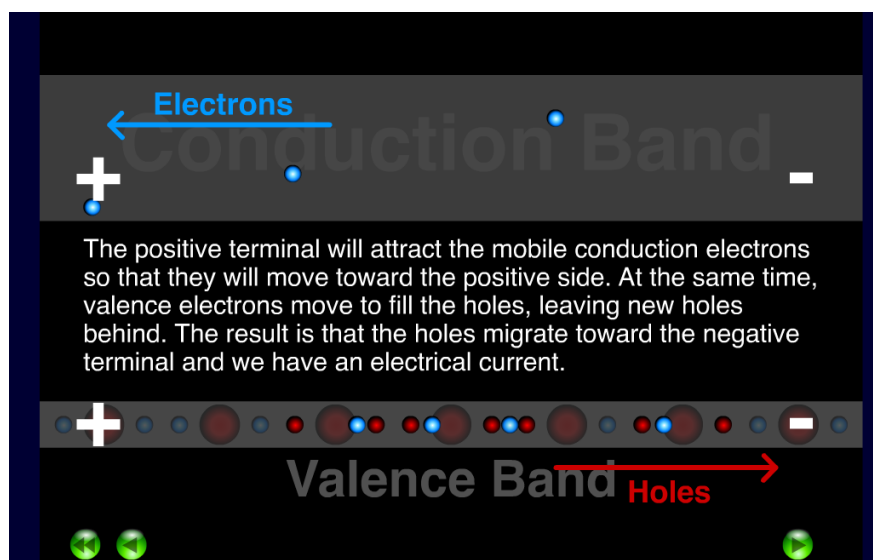 Electrons
Conduction Band
+
-
The positive terminal will attract the mobile conduction electrons
so that they will move toward the positive side. At the same time,
valence electrons move to fill the holes, leaving new holes
behind. The result is that the holes migrate toward the negative
terminal and we have an electrical current.
+
-
Valence Band
Holes